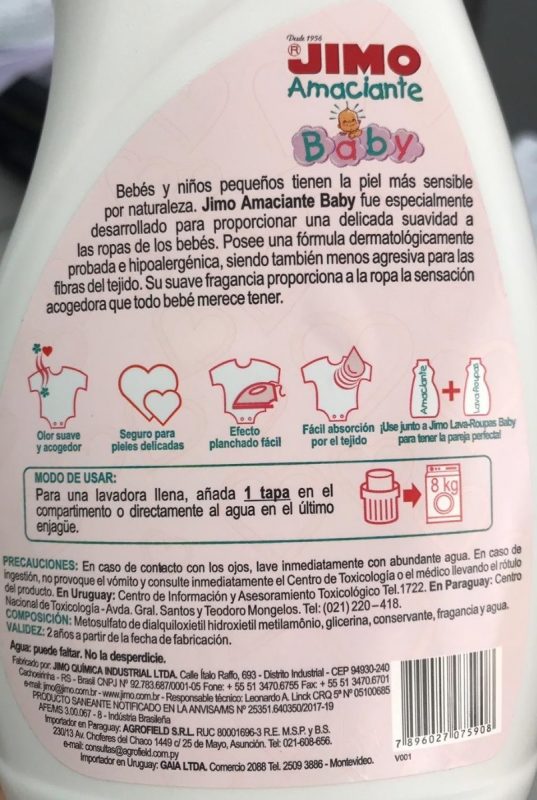 Desde 1956
® JIMO
Amaciante
Baby
Bebés y niños pequeños tienen la piel más sensible
por naturaleza. Jimo Amaciante Baby fue especialmente
desarrollado para proporcionar una delicada suavidad a
las ropas de los bebés. Posee una fórmula dermatológicamente
probada e hipoalergénica, siendo también menos agresiva para las
fibras del tejido. Su suave fragancia proporciona a la ropa la sensación
acogedora que todo bebé merece tener.
Olor suave
y acogedor
Seguro para
pieles delicadas
Efecto
planchado fácil
Fácil absorción
por el tejido
Amaciante
+
Lava-Roupas
¡Use junto a Jimo Lava-Roupas Baby
para tener la pareja perfecta!
MODO DE USAR:
Para una lavadora llena, añada 1 tapa en el
compartimento o directamente al agua en el último
enjagüe.
8 kg
PRECAUCIONES: En caso de contacto con los ojos, lave inmediatamente con abundante agua. En caso de
ingestión, no provoque el vómito y consulte inmediatamente el Centro de Toxicología o el médico llevando el rótulo
del producto. En Uruguay: Centro de Información y Asesoramiento Toxicológico Tel.1722. En Paraguay: Centro
Nacional de Toxicología - Avda. Gral. Santos y Teodoro Mongelos. Tel: (021) 220 – 418.
COMPOSICIÓN: Metosulfato de dialquiloxietil hidroxietil metilamônio, glicerina, conservante, fragancia y agua.
VALIDEZ: 2 años a partir de la fecha de fabricación.
Agua: puede faltar. No la desperdicie.
Fabricado por: JIMO QUÍMICA INDUSTRIAL LTDA. Calle Ítalo Raffo, 693 - Distrito Industrial - CEP 94930-240
Cachoeirinha - RS - Brasil CNPJ Nº 92.783.687/0001-05 Fone: + 55 51 3470.6755 Fax: + 55 51 3470.6701
e-mail: jimo@jimo.com.br - www.jimo.com.br - Responsable técnico: Leonardo A. Linck CRQ 5ª Nº 05100685
PRODUCTO SANEANTE NOTIFICADO EN LA ANVISA/MS Nº 25351.640350/2017-19
AFE/MS 3.00.067 - 8 - Indústria Brasileña
Importador en Paraguay: AGROFIELD S.R.L. RUC 80001696-3 R.E. M.S.P. y B.S.
230/13 Av. Choferes del Chaco 1449 c/ 25 de Mayo, Asunción. Tel: 021-608-656.
e-mail: consultas@agrofield.com.py
Importador en Uruguay: GAIA LTDA. Comercio 2088 Tel. 2509 3886 - Montevideo.
7 896027 075908
V001